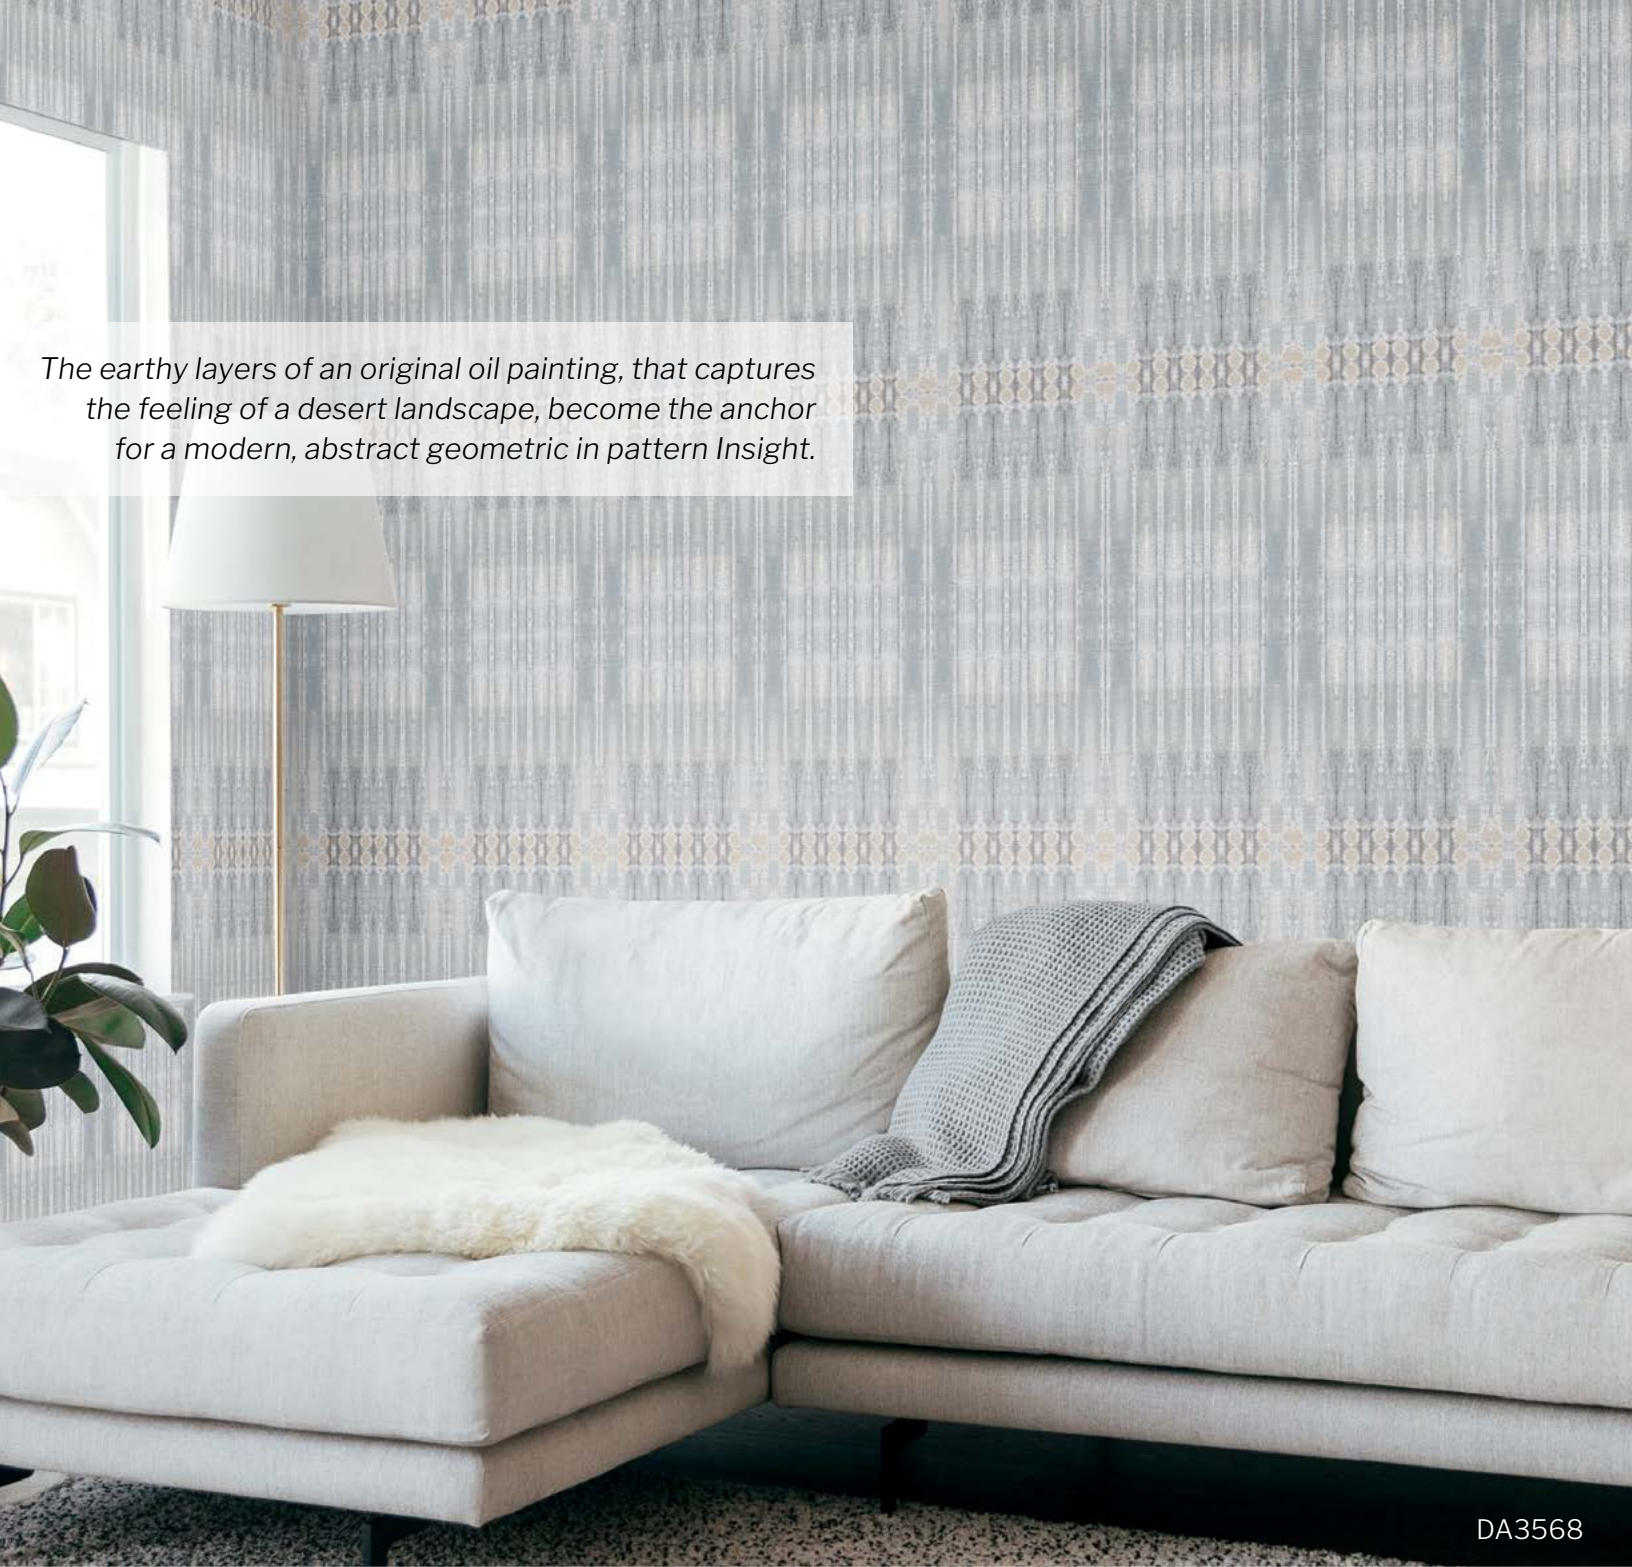 The earthy layers of an original oil painting, that captures
the feeling of a desert landscape, become the anchor
for a modern, abstract geometric in pattern Insight.
DA3568